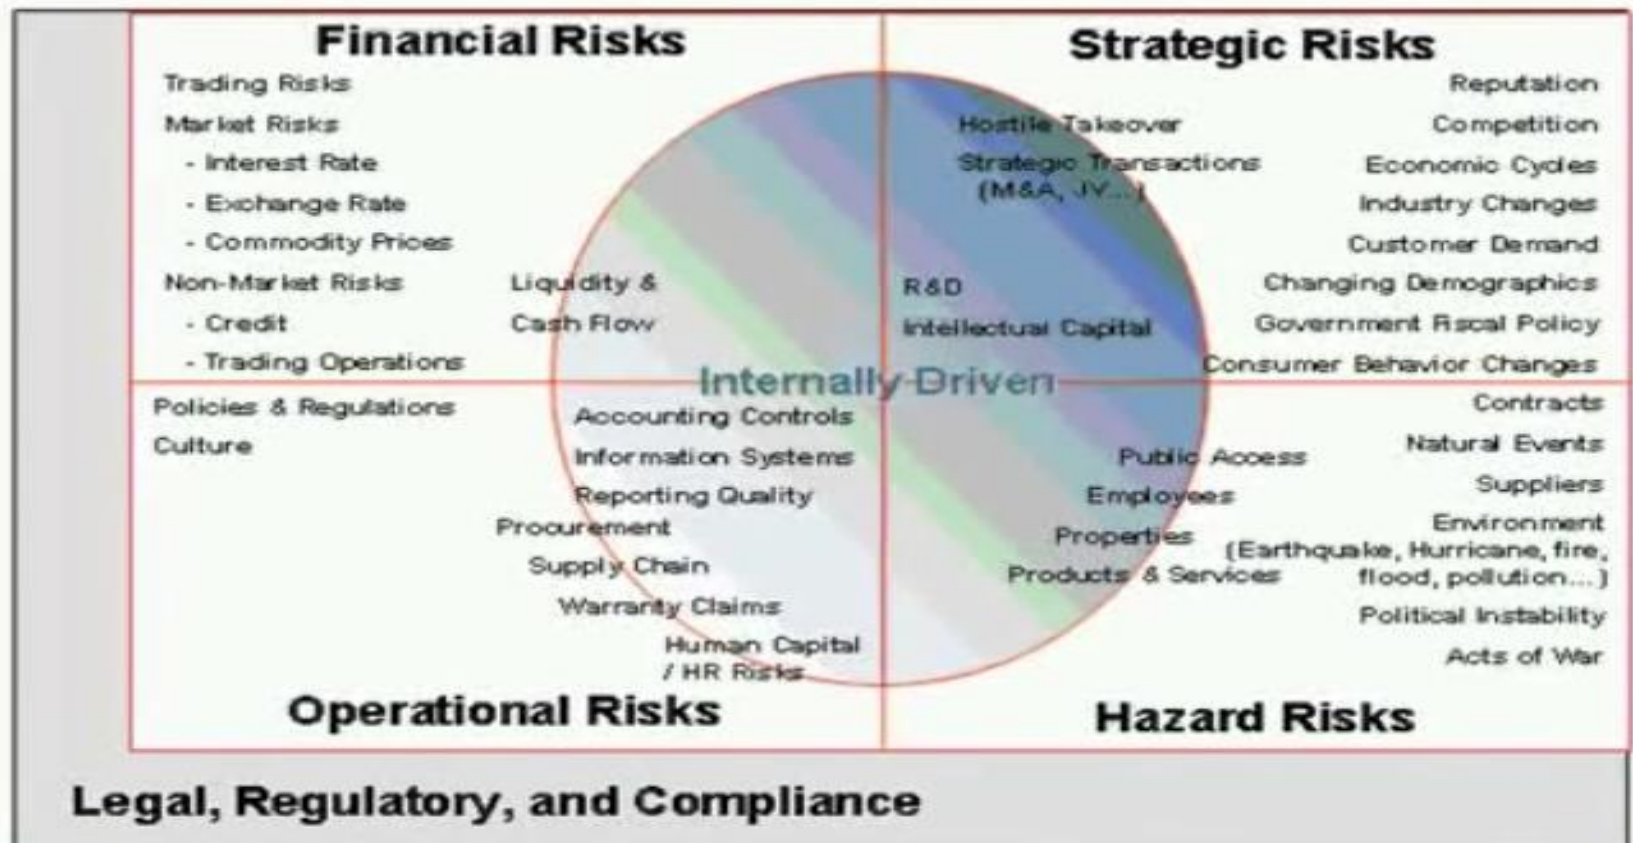 Financial Risks
Trading Risks
Market Risks
- Interest Rate
- Exchange Rate
- Commodity Prices
Non-Market Risks
- Credit
- Trading Operations
Liquidity &
Cash Flow
Strategic Risks
Hostile Takeover
Strategic Transactions
(M&A, JV...)
R&D
Intellectual Capital
Reputation
Competition
Economic Cycles
Industry Changes
Customer Demand
Changing Demographics
Government Fiscal Policy
Consumer Behavior Changes
Internally Driven
Policies & Regulations
Culture
Accounting Controls
Information Systems
Reporting Quality
Procurement
Supply Chain
Warranty Claims
Human Capital
/ HR Risks
Operational Risks
Public Access
Employees
Properties
Products & Services
Contracts
Natural Events
Suppliers
Environment
(Earthquake, Hurricane, fire,
flood, pollution...)
Political Instability
Acts of War
Hazard Risks
Legal, Regulatory, and Compliance